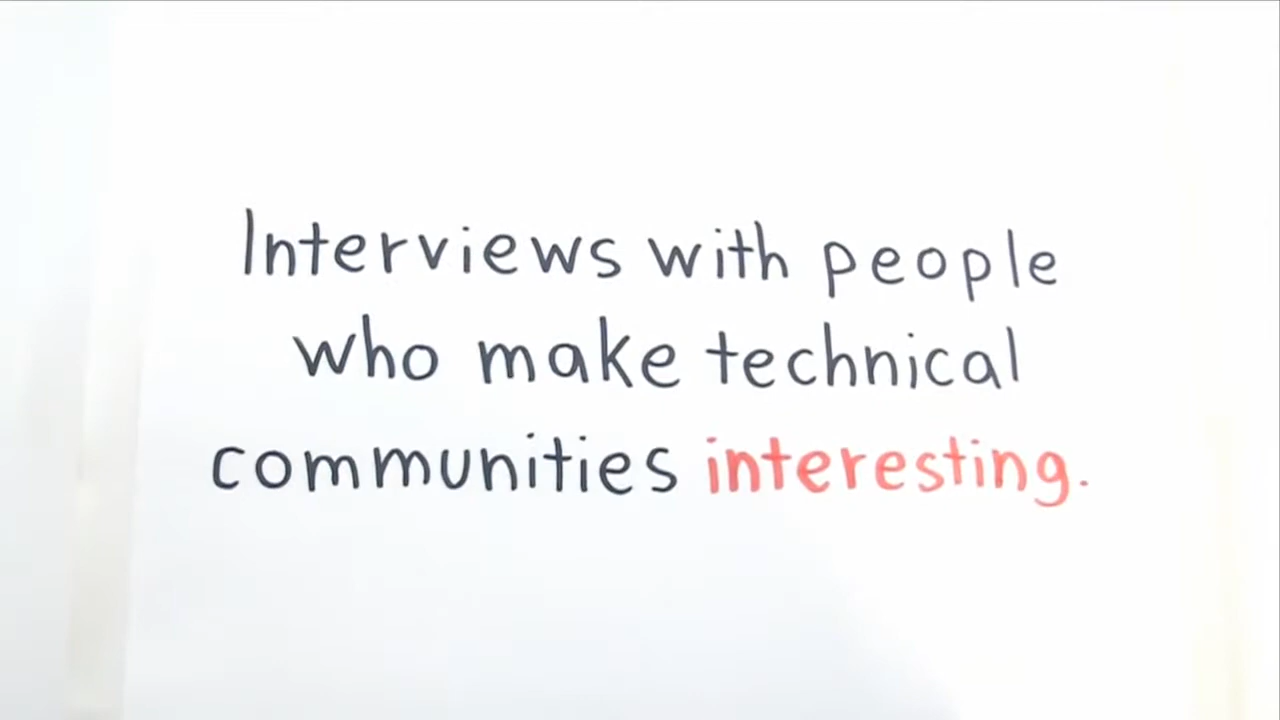 Interviews with people
who make technical
communities interesting.